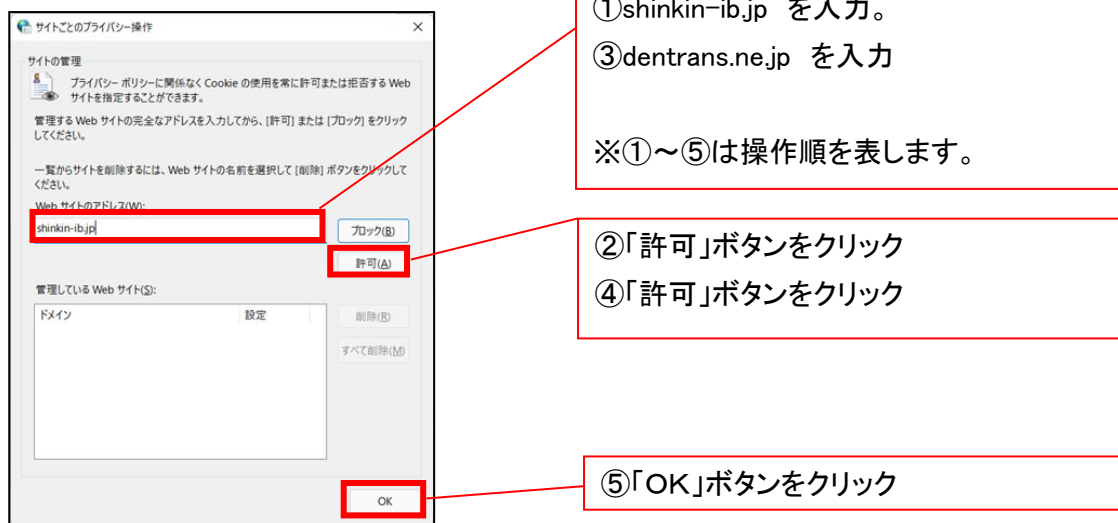 サイトごとのプライバシー操作
サイトの管理
プライバシー ポリシーに関係なく Cookie の使用を常に許可または拒否する Web
サイトを指定することができます。
管理する Web サイトの完全なアドレスを入力してから、[許可] または [ブロック] をクリック
してください。
一覧からサイトを削除するには、Web サイトの名前を選択して [削除] ボタンをクリックして
ください。
Web サイトのアドレス(W):
shinkin-ib.jp
ブロック(B)
許可(A)
管理している Web サイト(S):
ドメイン 設定
削除(R)
すべて削除(M)
OK
①shinkin-ib.jp を入力。
③dentrans.ne.jp を入力
※①~⑤は操作順を表します。
②「許可」ボタンをクリック
④「許可」ボタンをクリック
⑤「OK」ボタンをクリック